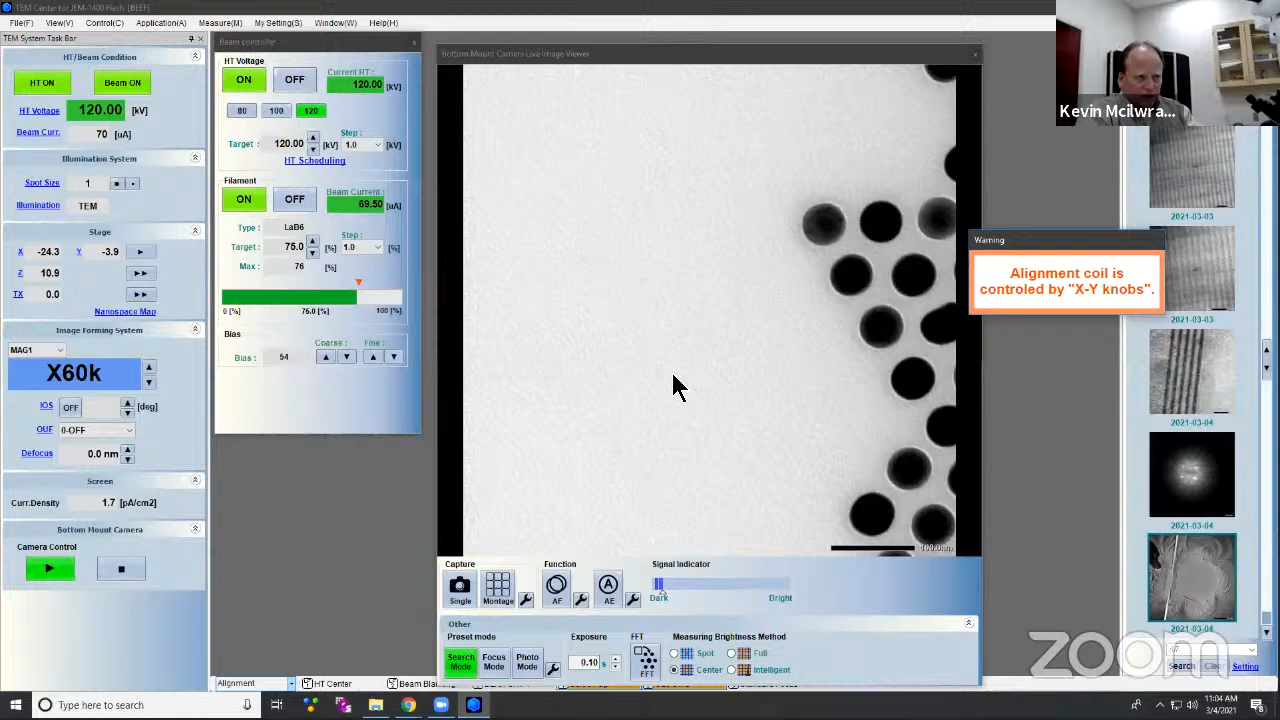 TEM Center for JEM-1400 Flash (BEEF)
File(F) View(V) Control(A) Measure(W) My Setting(S) Window(W) Help(H)
TEM System Task Bar
HT/Beam Condition
HT ON Beam ON
HT Voltage 120.00 [kV]
Beam Curr. 70 [uA]
Illumination System
Spot Size 1
Illumination TEM
Stage
X -24.3 Y -3.9
Z 10.9
TX 0.0
Nanospace Map
Image Forming System
MAG1
X60k
IOS OFF [deg]
OUF 0-OFF
Defocus 0.0 nm
Screen
Curr.Density 1.7 [pA/cm2]
Bottom Mount Camera
Camera Control
Beam controller
HT Voltage
ON OFF Current HT: 120.00 [kV]
80 100 120
Target : 120.00 [kV] Step : 1.0 [kV]
HT Scheduling
Filament
ON OFF Beam Current : 69.50 [uA]
Type : LaB6
Target : 75.0 [%] Step : 1.0 [%]
Max : 76 [%]
0 [%] 75.0 [%] 100 [%]
Bias
Bias : 54 Coarse : Fine :
Bottom Mount Camera Live Image Viewer
100.0nm
Capture Function Signal Indicator
Single Montage AF AE
Dark Bright
Other
Preset mode Exposure FFT Measuring Brightness Method
Search Mode Focus Mode Photo Mode 0.10 s FFT
Spot Full
Center Intelligent
Kevin Mcilwra...
2021-03-03
Warning
Alignment coil is
controled by "X-Y knobs".
2021-03-03
2021-03-04
2021-03-04
2021-03-04
zoom
Search Clear Setting
Alignment HT Center Beam Blanking
Type here to search
11:04 AM
3/4/2021
8